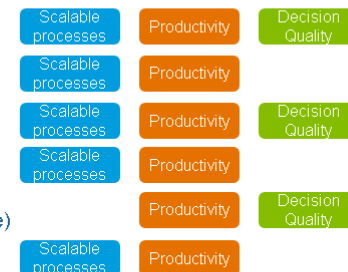 Scalable
processes
Productivity
Decision
Quality
Scalable
processes
Productivity
Scalable
processes
Productivity
Decision
Quality
Scalable
processes
Productivity
e)
Productivity
Decision
Quality
Scalable
processes
Productivity